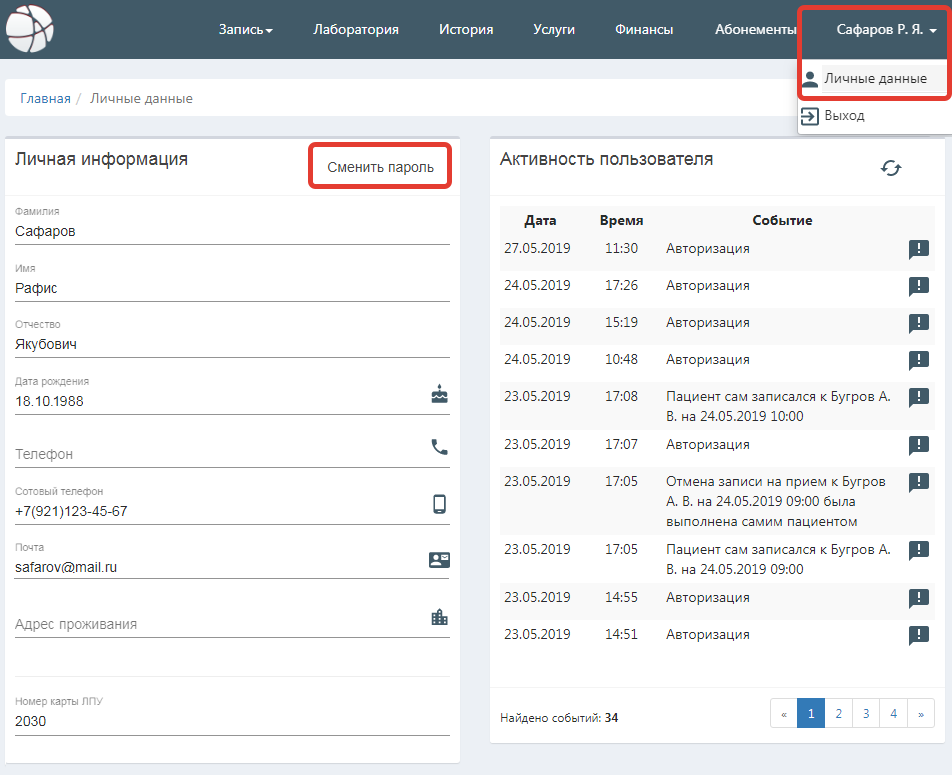 Запись Лаборатория История Услуги Финансы Абонементы Сафаров Р. Я.
Личные данные
Выход
Главная / Личные данные
Личная информация
Сменить пароль
Фамилия
Сафаров
Имя
Рафис
Отчество
Якубович
Дата рождения
18.10.1988
Телефон
Сотовый телефон
+7(921)123-45-67
Почта
safarov@mail.ru
Адрес проживания
Номер карты ЛПУ
2030
Активность пользователя
Дата Время Событие
27.05.2019 11:30 Авторизация
24.05.2019 17:26 Авторизация
24.05.2019 15:19 Авторизация
24.05.2019 10:48 Авторизация
23.05.2019 17:08 Пациент сам записался к Бугров А.
В. на 24.05.2019 10:00
23.05.2019 17:07 Авторизация
23.05.2019 17:05 Отмена записи на прием к Бугров
А. В. на 24.05.2019 09:00 была
выполнена самим пациентом
23.05.2019 17:05 Пациент сам записался к Бугров А.
В. на 24.05.2019 09:00
23.05.2019 14:55 Авторизация
23.05.2019 14:51 Авторизация
Найдено событий: 34
« 1 2 3 4 »